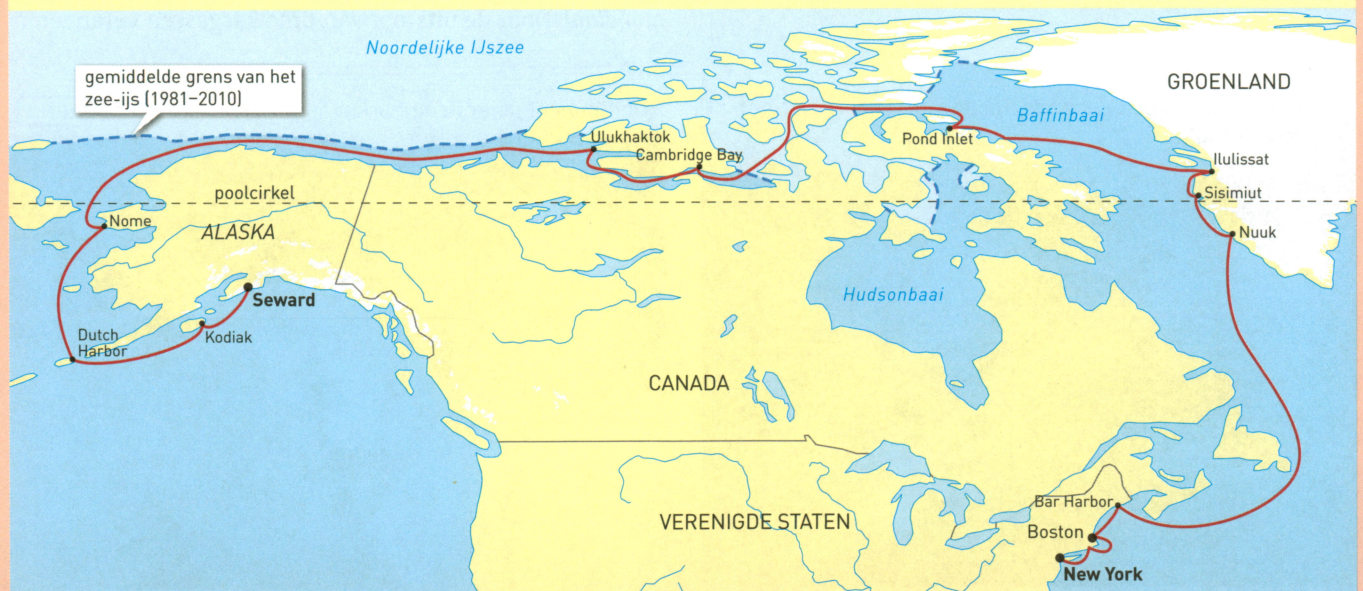 Noordelijke IJszee
gemiddelde grens van het
zee-ijs (1981–2010)
GROENLAND
Baffinbaai
Ulukhaktok
Cambridge Bay
Pond Inlet
Ilulissat
poolcirkel
Sisimiut
Nome
ALASKA
Nuuk
Seward
Hudsonbaai
Dutch
Harbor
Kodiak
CANADA
Bar Harbor
VERENIGDE STATEN
Boston
New York